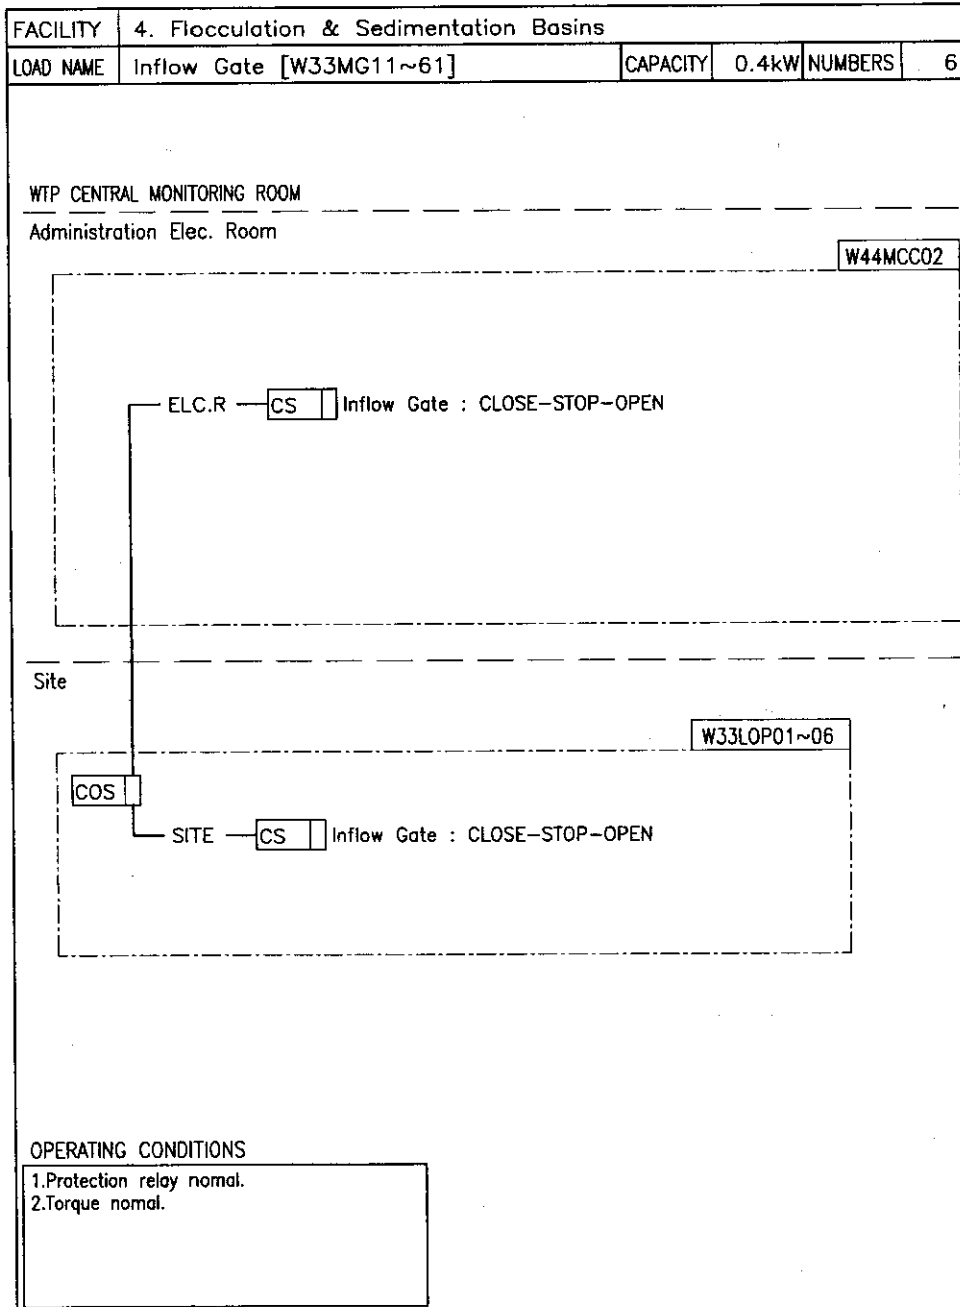 FACILITY 4. Flocculation & Sedimentation Basins
LOAD NAME Inflow Gate [W33MG11~61] CAPACITY 0.4kW NUMBERS 6
WTP CENTRAL MONITORING ROOM
Administration Elec. Room
W44MCC02
ELC.R CS Inflow Gate : CLOSE-STOP-OPEN
Site
W33LOP01~06
COS
SITE CS Inflow Gate : CLOSE-STOP-OPEN
OPERATING CONDITIONS
1.Protection relay nomal.
2.Torque nomal.